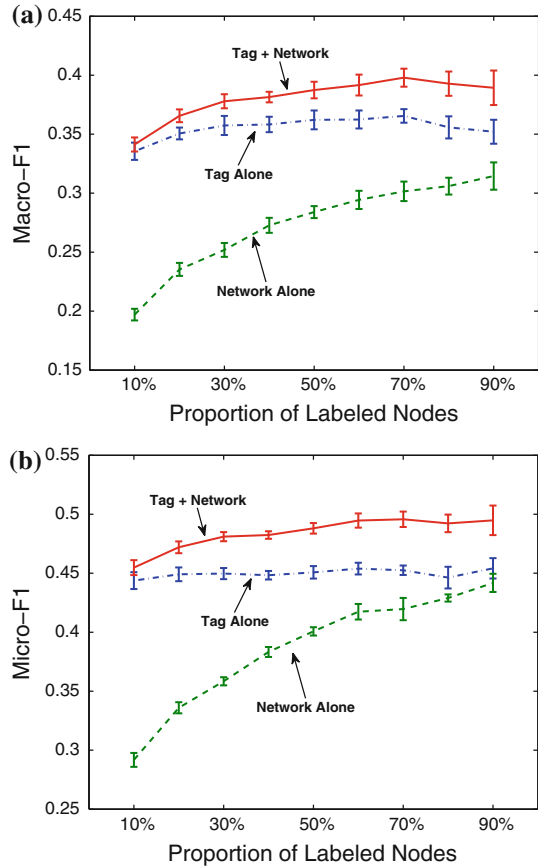 (a)
0.45
0.4
0.35
0.3
0.25
0.2
0.15
Macro-F1
Tag + Network
Tag Alone
Network Alone
10% 30% 50% 70% 90%
Proportion of Labeled Nodes
(b)
0.55
0.5
0.45
0.4
0.35
0.3
0.25
Micro-F1
Tag + Network
Tag Alone
Network Alone
10% 30% 50% 70% 90%
Proportion of Labeled Nodes